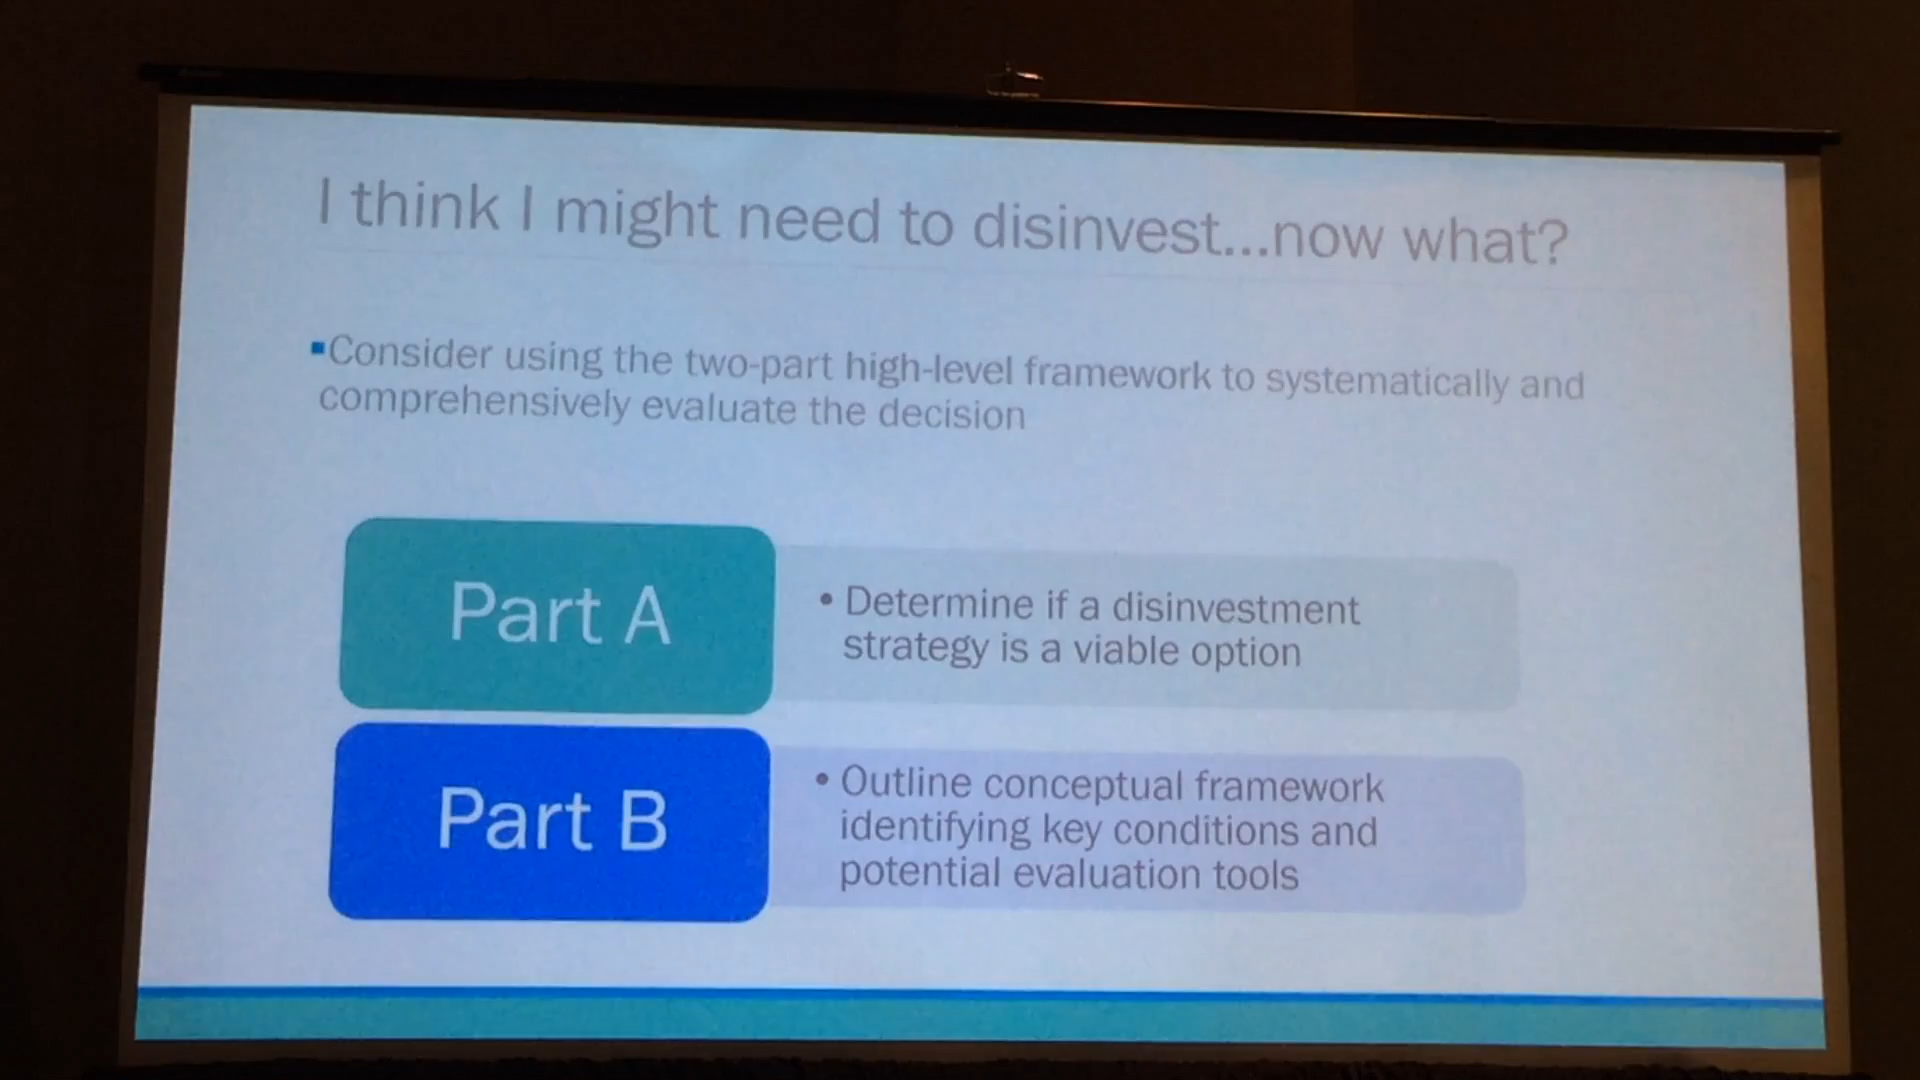 I think I might need to disinvest...now what?
▪Consider using the two-part high-level framework to systematically and
comprehensively evaluate the decision
Part A
• Determine if a disinvestment
strategy is a viable option
Part B
• Outline conceptual framework
identifying key conditions and
potential evaluation tools